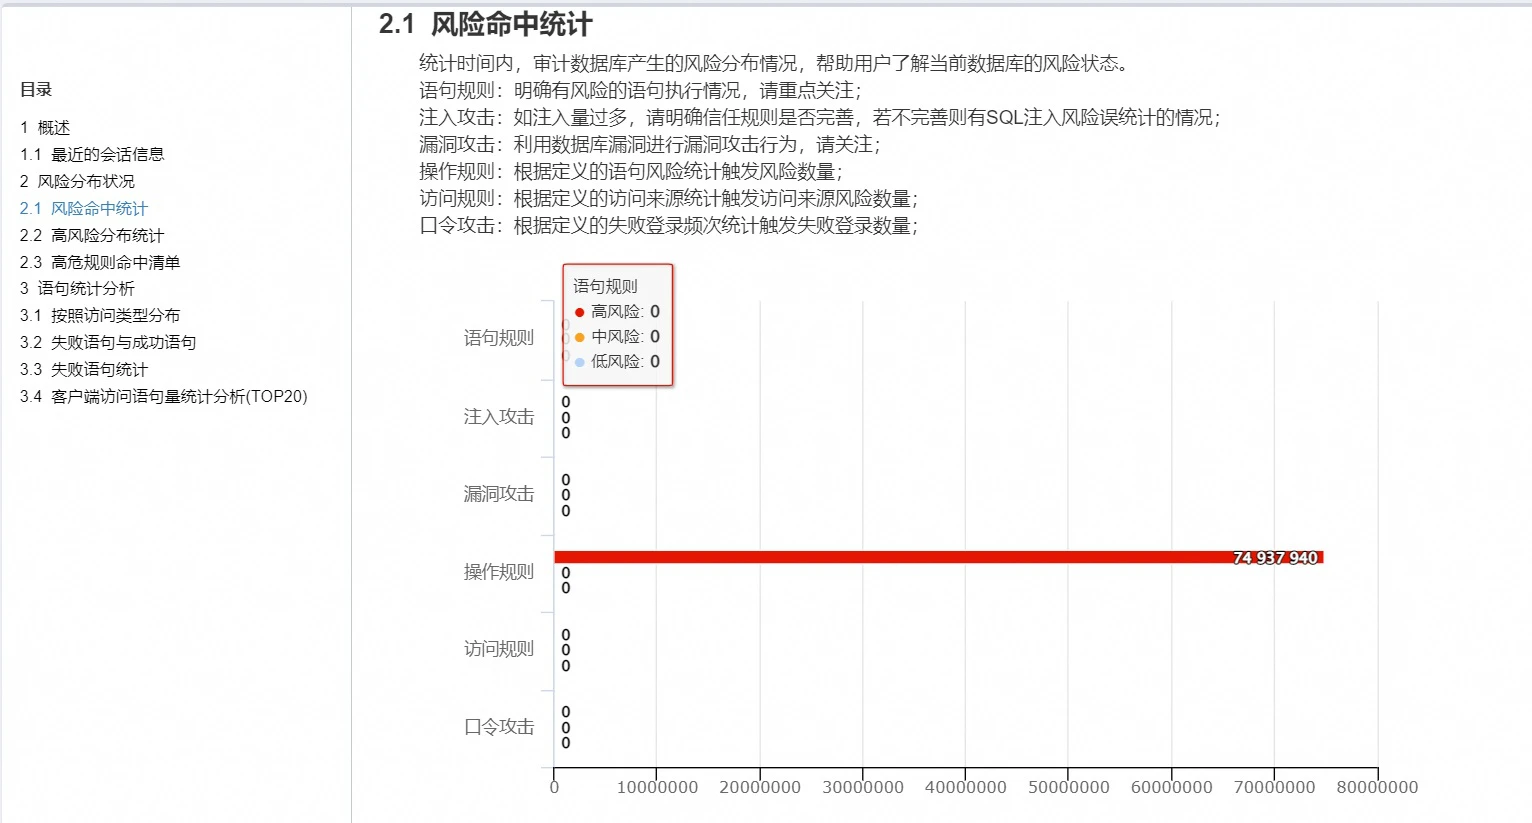 目录
1 概述
1.1 最近的会话信息
2 风险分布状况
2.1 风险命中统计
2.2 高风险分布统计
2.3 高危规则命中清单
3 语句统计分析
3.1 按照访问类型分布
3.2 失败语句与成功语句
3.3 失败语句统计
3.4 客户端访问语句量统计分析(TOP20)
2.1 风险命中统计
统计时间内，审计数据库产生的风险分布情况，帮助用户了解当前数据库的风险状态。
语句规则：明确有风险的语句执行情况，请重点关注；
注入攻击：如注入量过多，请明确信任规则是否完善，若不完善则有SQL注入风险误统计的情况；
漏洞攻击：利用数据库漏洞进行漏洞攻击行为，请关注；
操作规则：根据定义的语句风险统计触发风险数量；
访问规则：根据定义的访问来源统计触发访问来源风险数量；
口令攻击：根据定义的失败登录频次统计触发失败登录数量；
语句规则
高风险: 0
中风险: 0
低风险: 0
语句规则
0
0
0
注入攻击
0
0
0
漏洞攻击
0
0
0
操作规则
74 937 940
0
0
访问规则
0
0
0
口令攻击
0
0
0
0 10000000 20000000 30000000 40000000 50000000 60000000 70000000 80000000